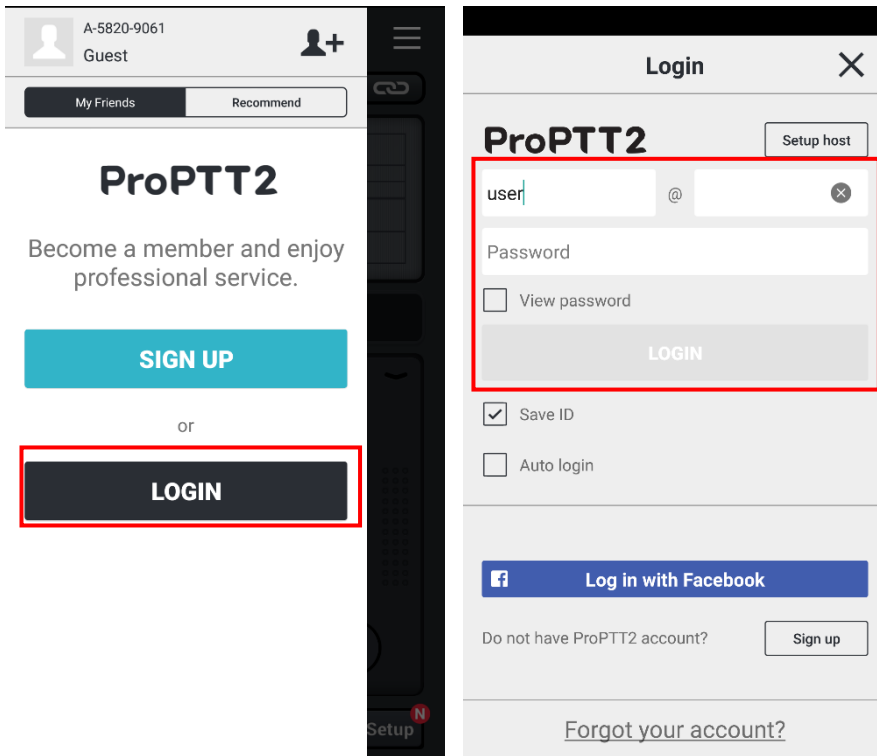 A-5820-9061
Guest
My Friends
Recommend
ProPTT2
Become a member and enjoy
professional service.
SIGN UP
or
LOGIN
N
Setup
Login
ProPTT2
Setup host
user
@
Password
View password
LOGIN
Save ID
Auto login
f
Log in with Facebook
Do not have ProPTT2 account?
Sign up
Forgot your account?